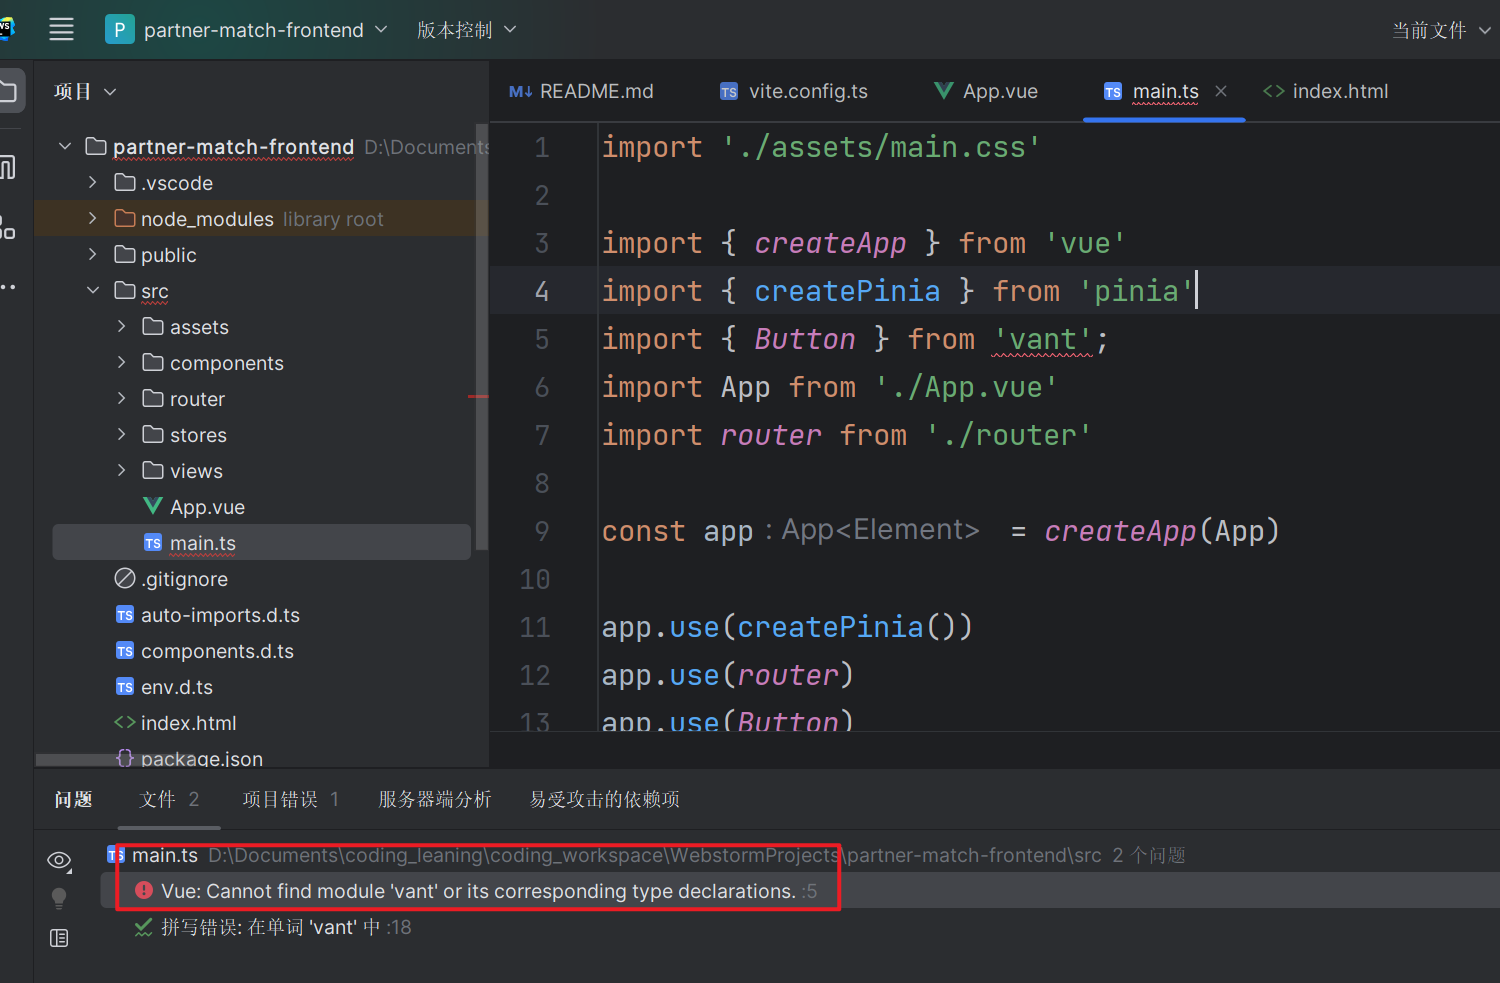 P partner-match-frontend 版本控制 当前文件
项目
README.md vite.config.ts App.vue main.ts index.html
partner-match-frontend D:\Documents
.vscode
node_modules library root
public
src
assets
components
router
stores
views
App.vue
main.ts
.gitignore
auto-imports.d.ts
components.d.ts
env.d.ts
index.html
package.json
1 import './assets/main.css'
2
3 import { createApp } from 'vue'
4 import { createPinia } from 'pinia'
5 import { Button } from 'vant';
6 import App from './App.vue'
7 import router from './router'
8
9 const app : App<Element> = createApp(App)
10
11 app.use(createPinia())
12 app.use(router)
13 app.use(Button)
问题 文件 2 项目错误 1 服务器端分析 易受攻击的依赖项
main.ts D:\Documents\coding_leaning\coding_workspace\WebstormProjects\partner-match-frontend\src 2 个问题
Vue: Cannot find module 'vant' or its corresponding type declarations. :5
拼写错误: 在单词 'vant' 中 :18